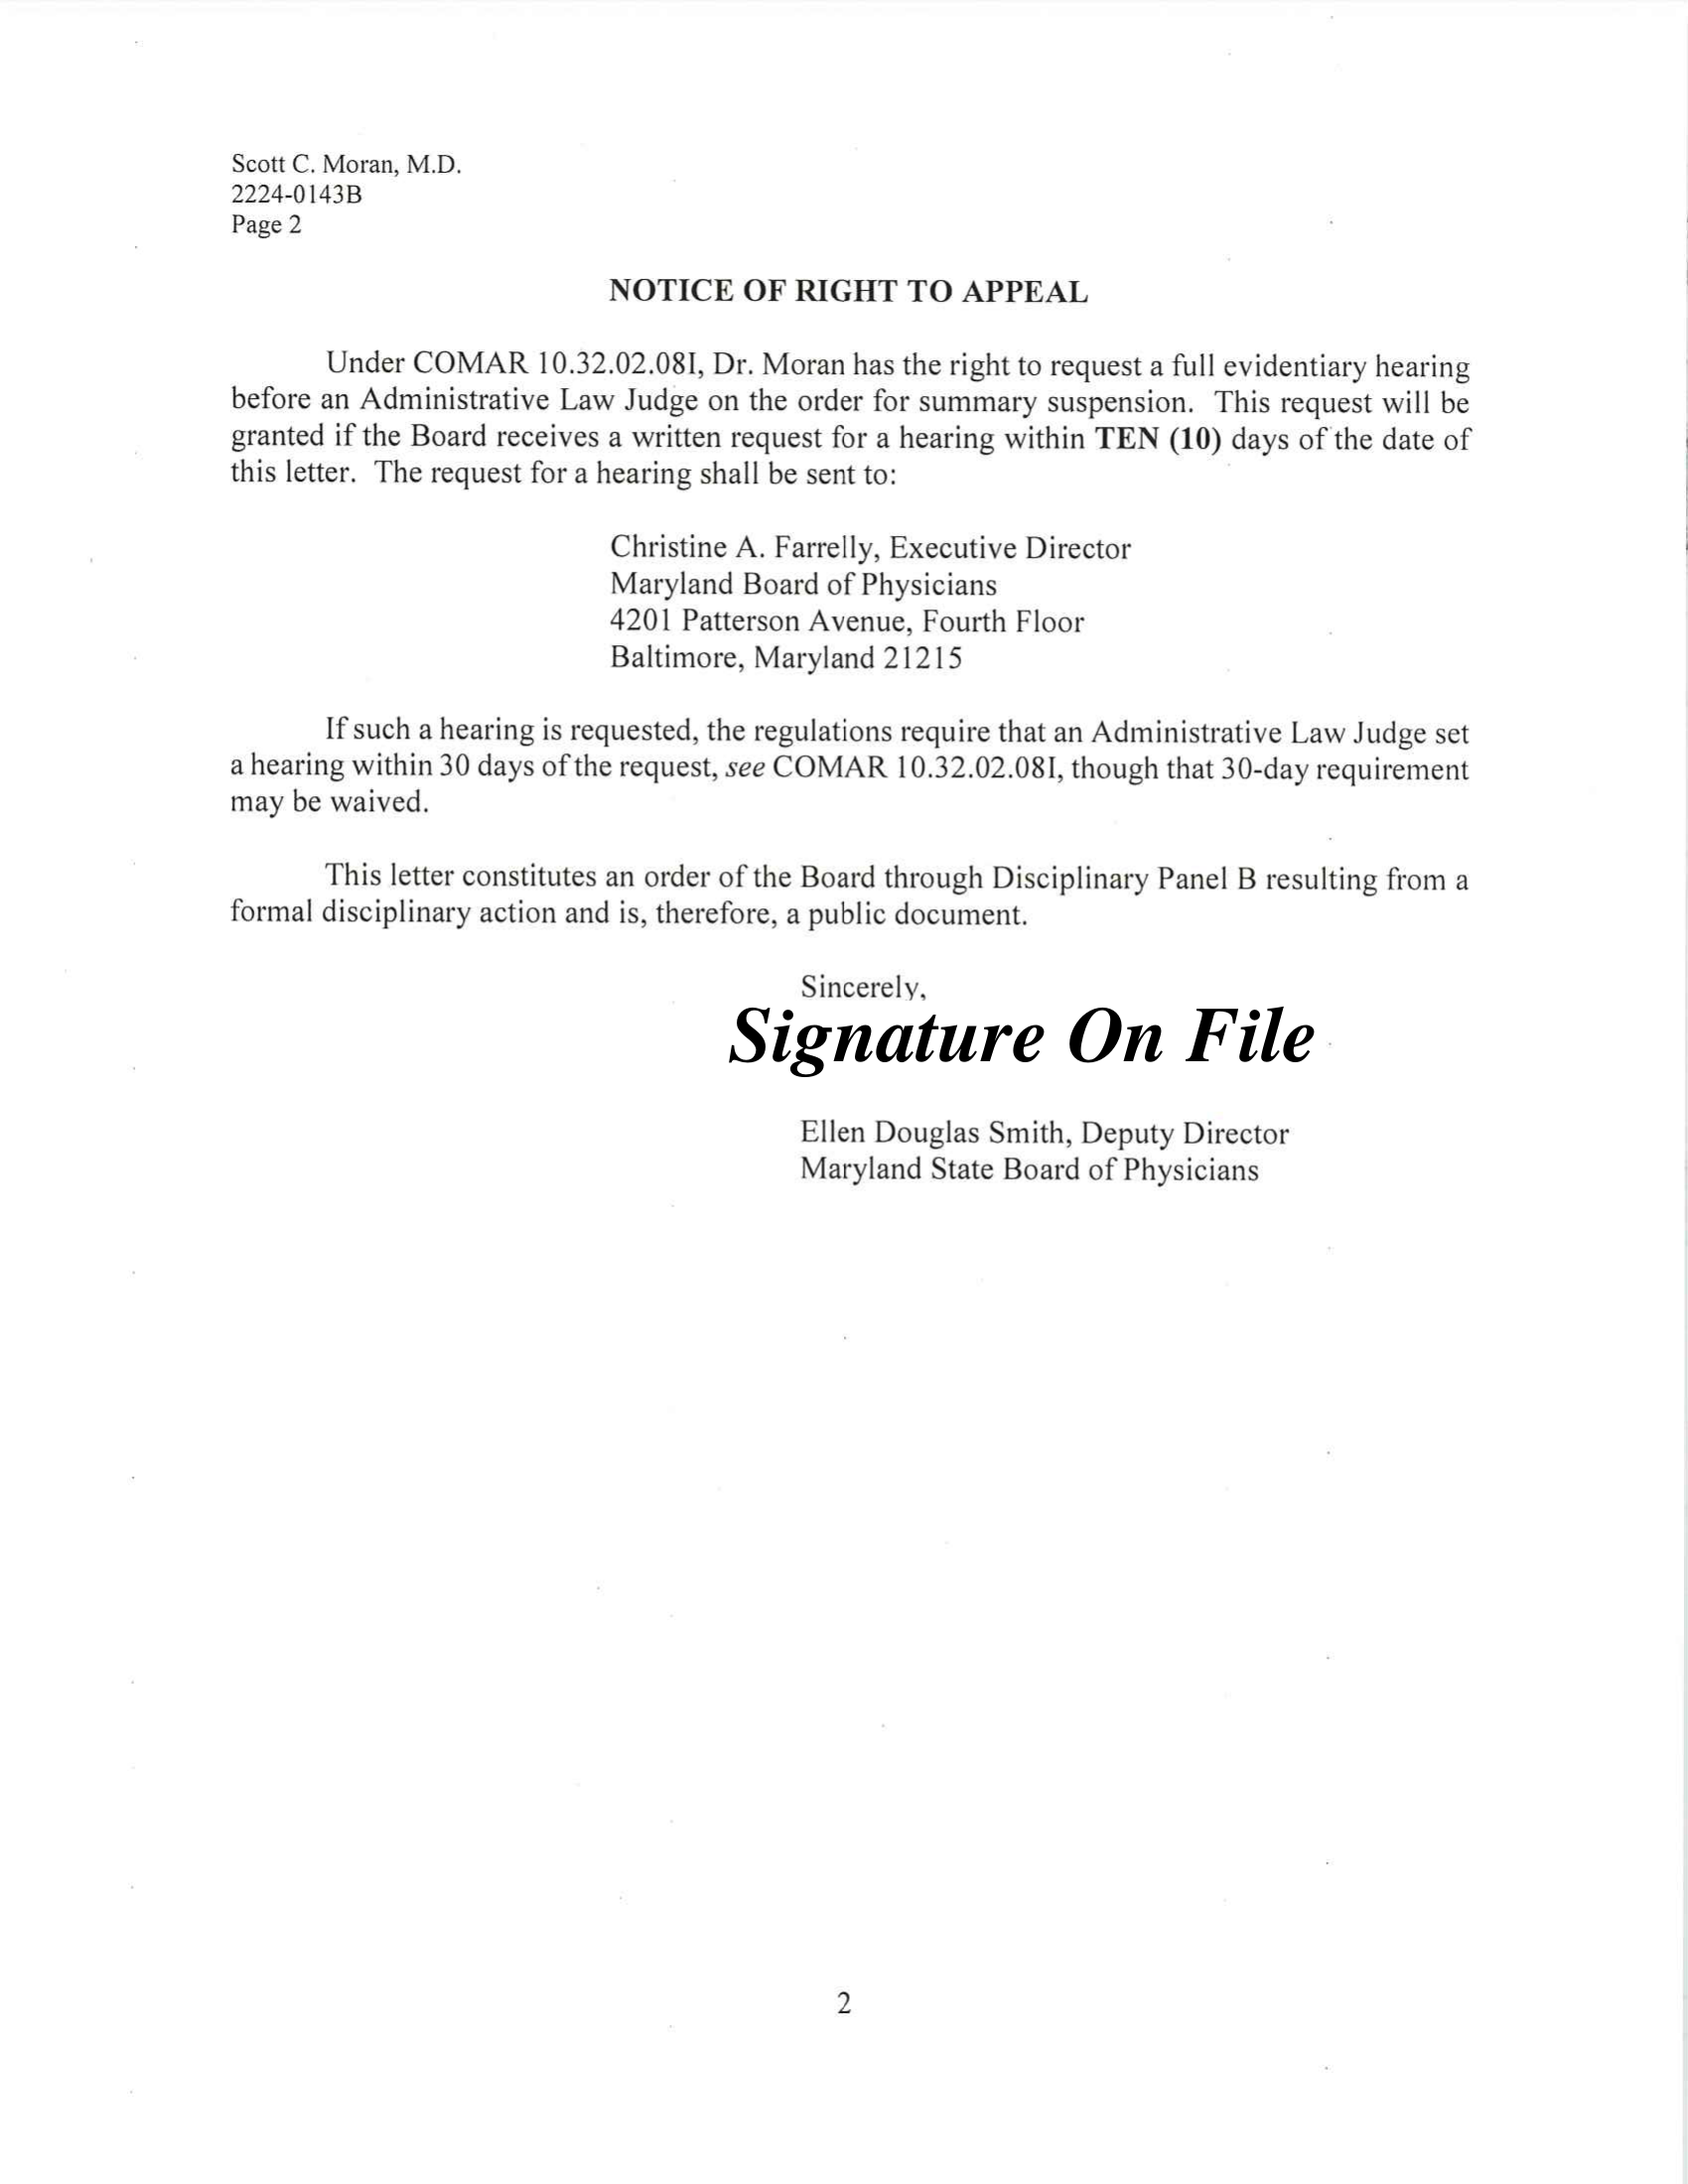 Scott C. Moran, M.D.
2224-0143B
Page 2
NOTICE OF RIGHT TO APPEAL
Under COMAR 10.32.02.08I, Dr. Moran has the right to request a full evidentiary hearing
before an Administrative Law Judge on the order for summary suspension. This request will be
granted if the Board receives a written request for a hearing within TEN (10) days of the date of
this letter. The request for a hearing shall be sent to:
Christine A. Farrelly, Executive Director
Maryland Board of Physicians
4201 Patterson Avenue, Fourth Floor
Baltimore, Maryland 21215
If such a hearing is requested, the regulations require that an Administrative Law Judge set
a hearing within 30 days of the request, see COMAR 10.32.02.08I, though that 30-day requirement
may be waived.
This letter constitutes an order of the Board through Disciplinary Panel B resulting from a
formal disciplinary action and is, therefore, a public document.
Sincerely,
Signature On File
Ellen Douglas Smith, Deputy Director
Maryland State Board of Physicians
2